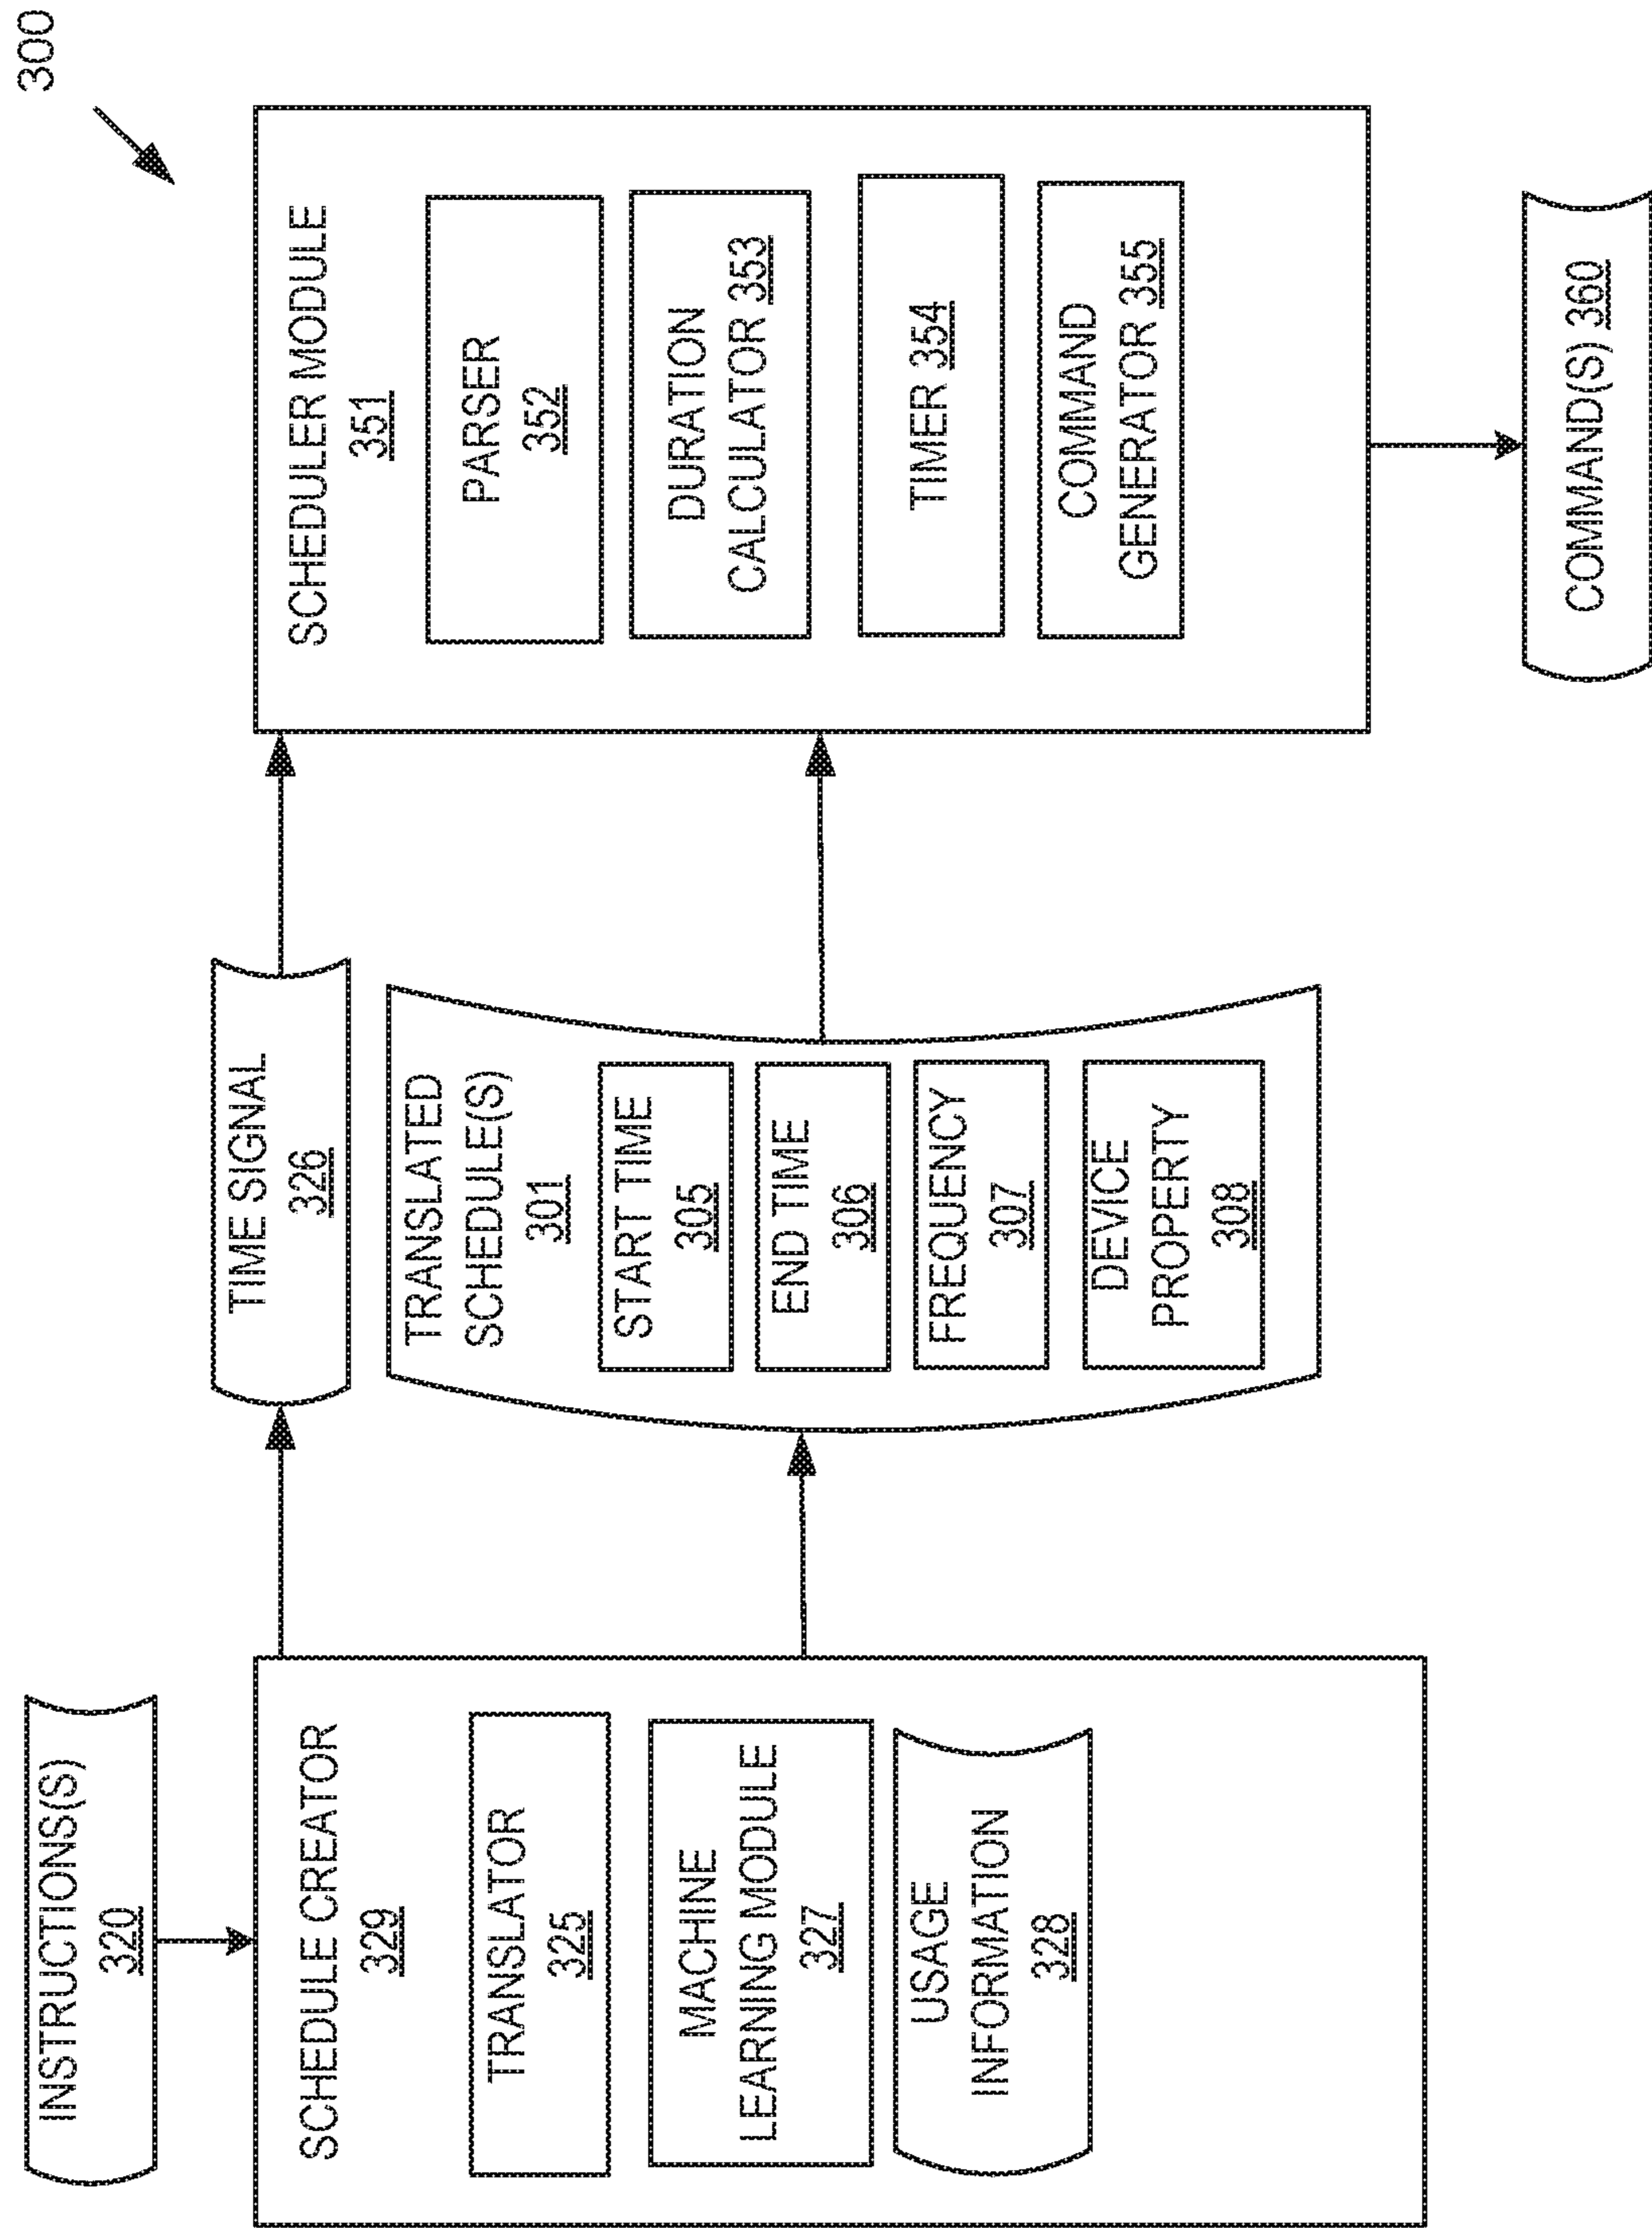 300
INSTRUCTIONS(S)
320
SCHEDULE CREATOR
329
TRANSLATOR
325
MACHINE
LEARNING MODULE
327
USAGE
INFORMATION
328
TIME SIGNAL
326
TRANSLATED
SCHEDULE(S)
301
START TIME
305
END TIME
306
FREQUENCY
307
DEVICE
PROPERTY
308
SCHEDULER MODULE
351
PARSER
352
DURATION
CALCULATOR 353
TIMER 354
COMMAND
GENERATOR 355
COMMAND(S) 360